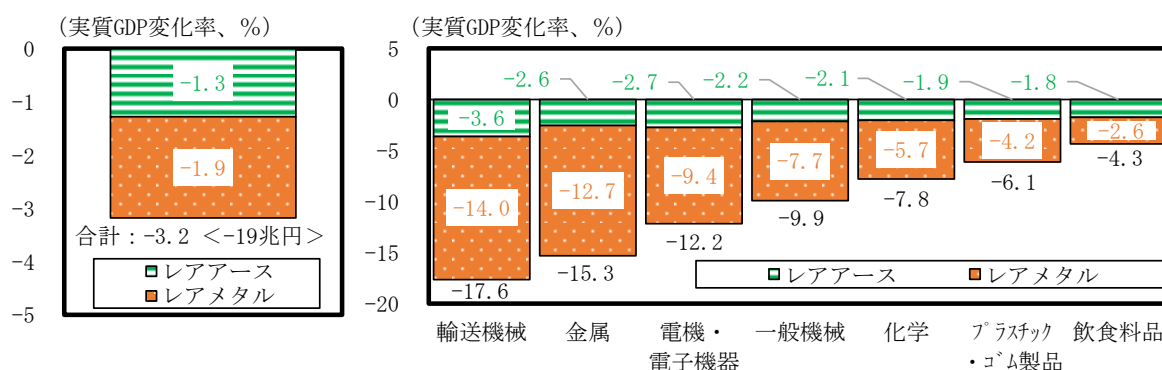 (実質GDP変化率、%)
0
-1
-2
-3
-4
-5
-1.3
-1.9
合計：-3.2 <-19兆円>
レアアース
レアメタル
(実質GDP変化率、%)
5
0
-5
-10
-15
-20
-2.6
-2.7
-2.2
-2.1
-1.9
-1.8
-3.6
-14.0
-12.7
-9.4
-7.7
-5.7
-4.2
-2.6
-17.6
-15.3
-12.2
-9.9
-7.8
-6.1
-4.3
レアアース
レアメタル
輸送機械
金属
電機・
電子機器
一般機械
化学
プラスチック
・ゴム製品
飲食料品